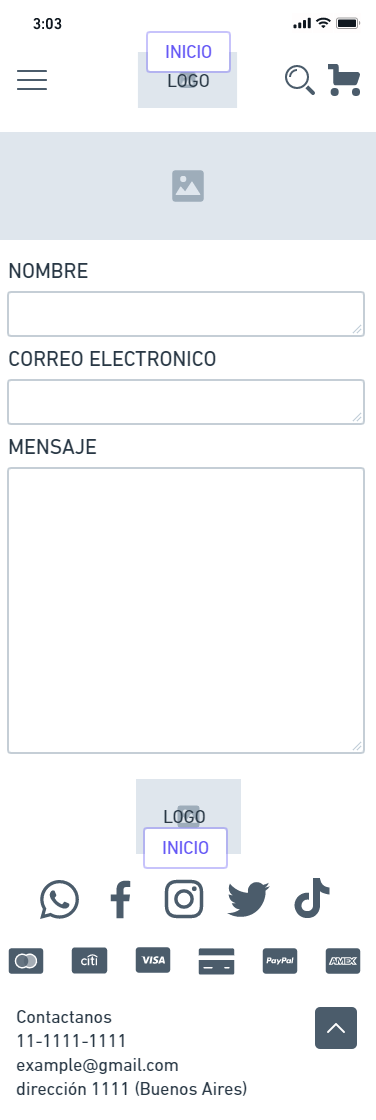 3:03
INICIO
LOGO
NOMBRE
CORREO ELECTRONICO
MENSAJE
LOGO
INICIO
citi
VISA
PayPal
AMEX
Contactanos
11-1111-1111
example@gmail.com
dirección 1111 (Buenos Aires)